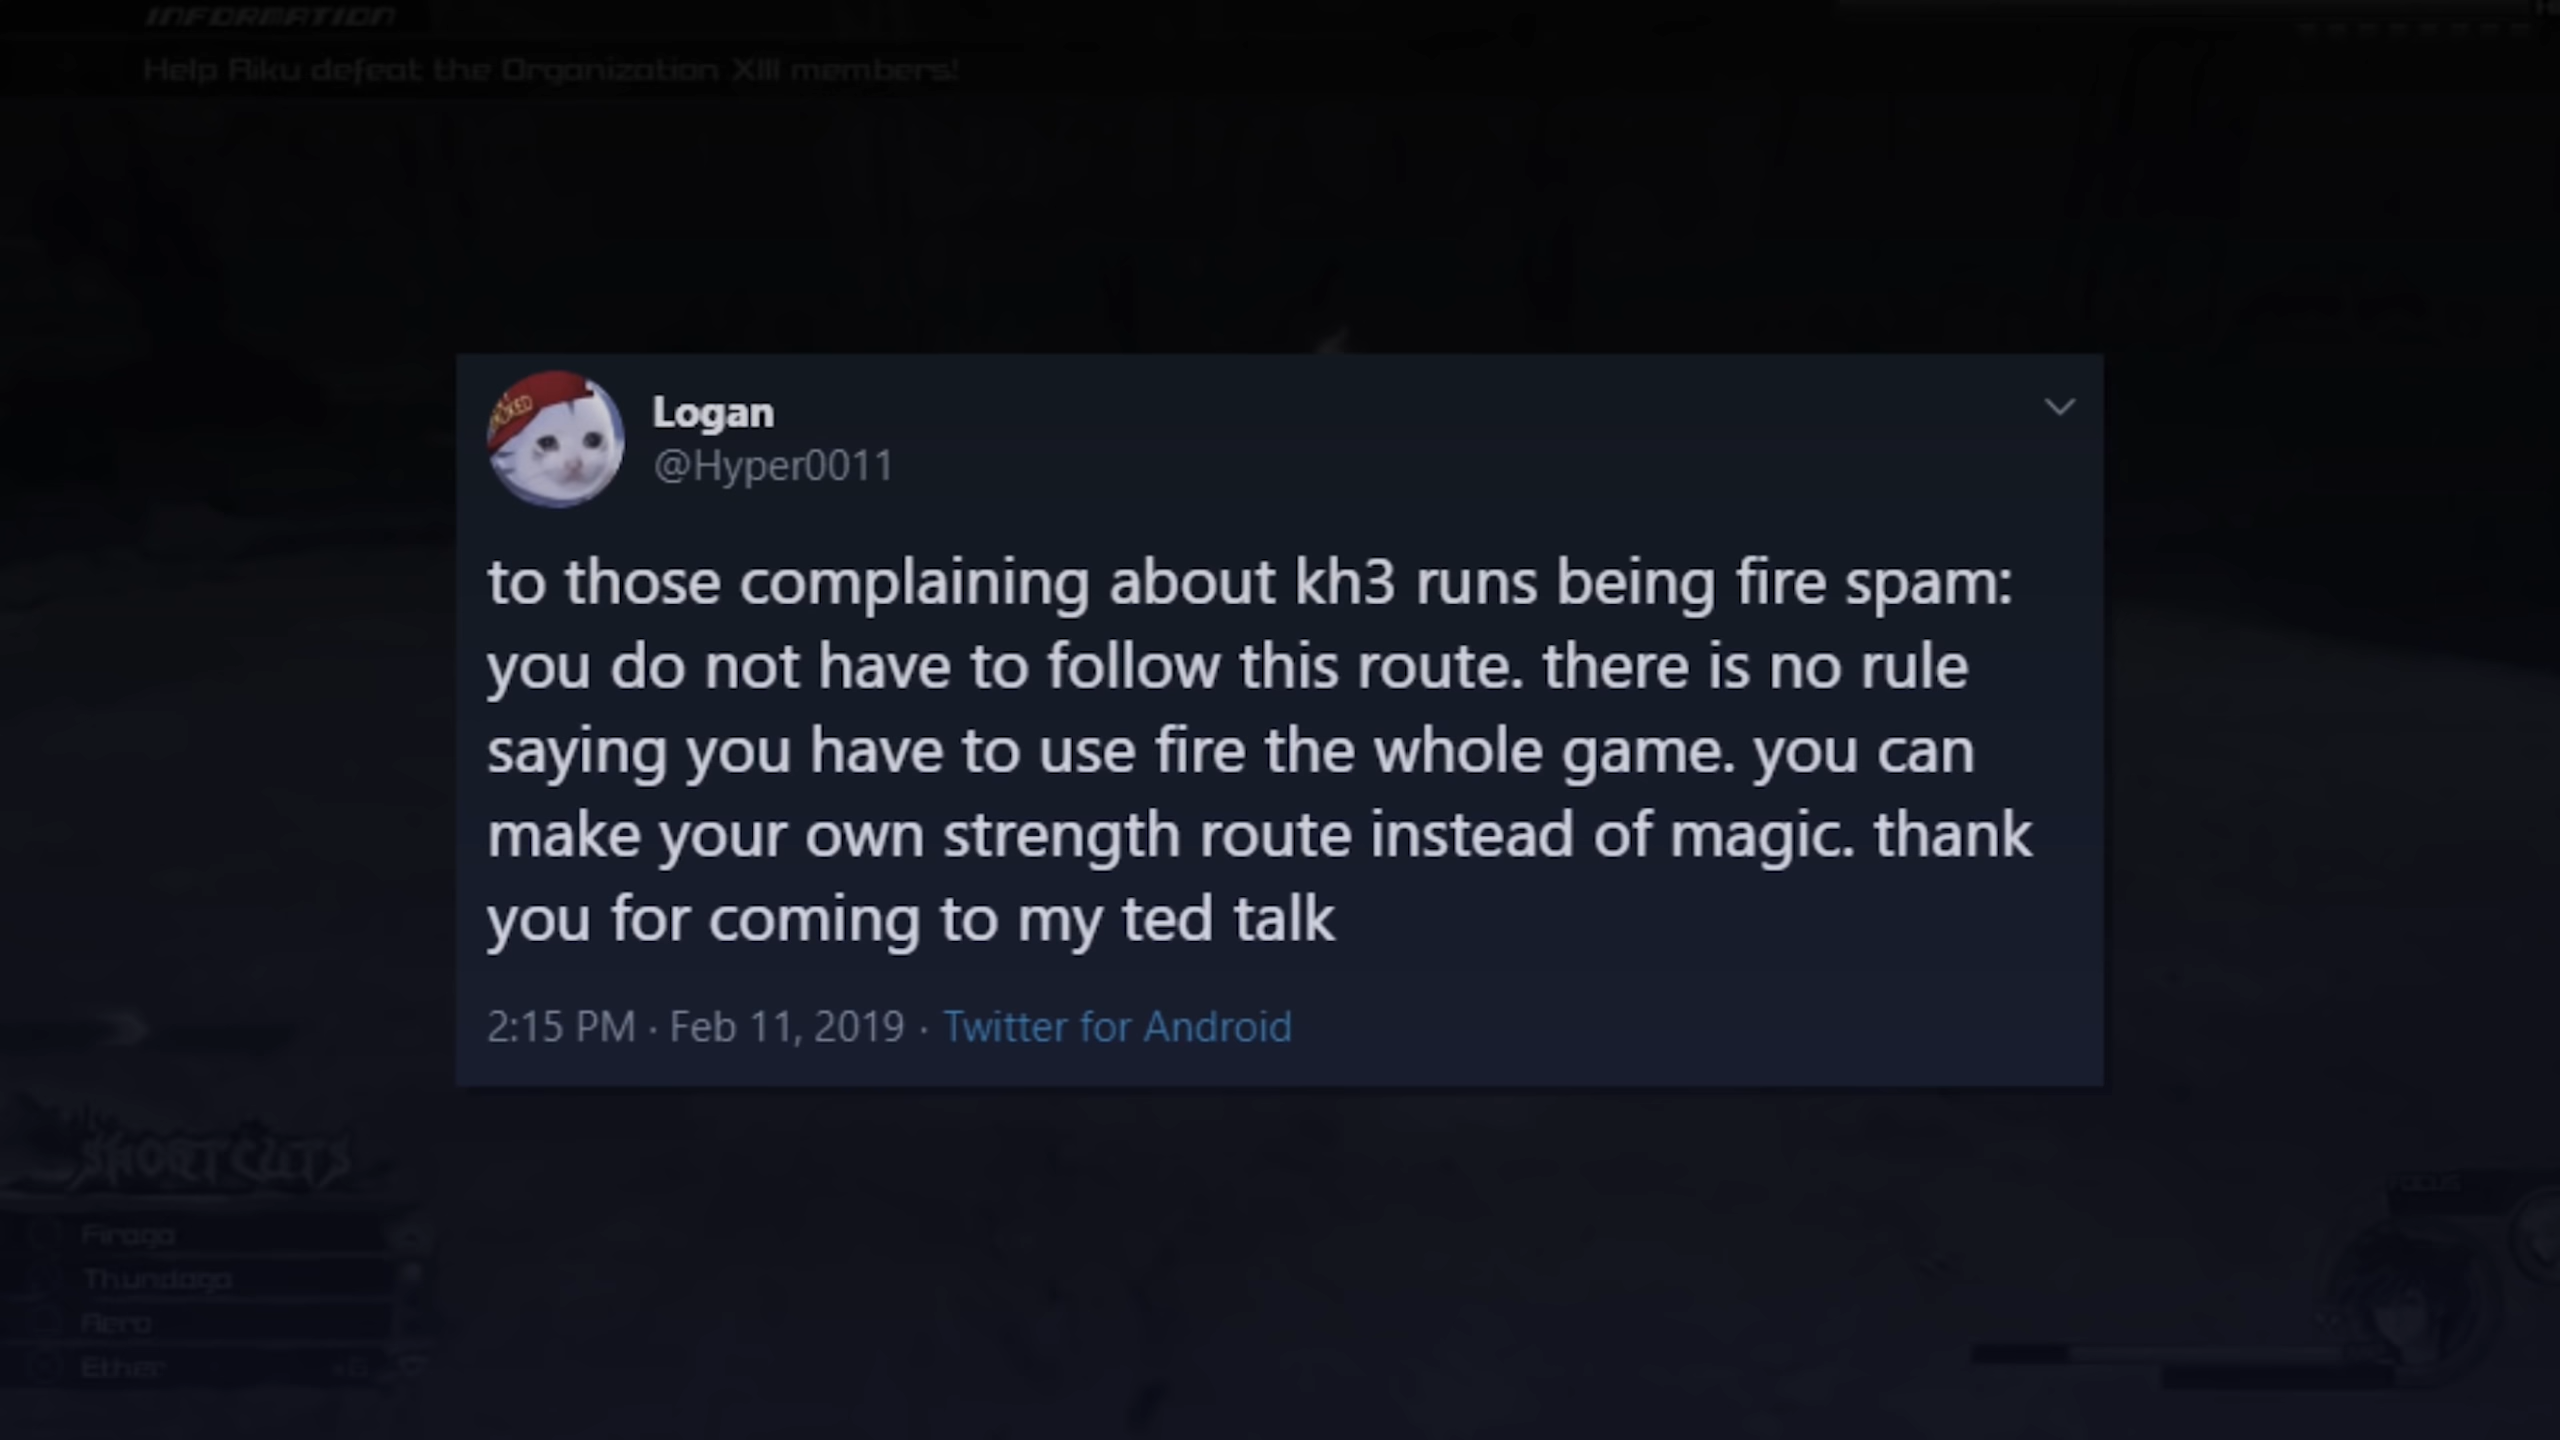 INFORMATION
Help Riku defeat the Organization XIII members!
Logan
@Hyper0011
to those complaining about kh3 runs being fire spam:
you do not have to follow this route. there is no rule
saying you have to use fire the whole game. you can
make your own strength route instead of magic. thank
you for coming to my ted talk
2:15 PM · Feb 11, 2019 · Twitter for Android
SHORTCUTS
Firaga
Thundaga
Aero
Ether
FOCUS